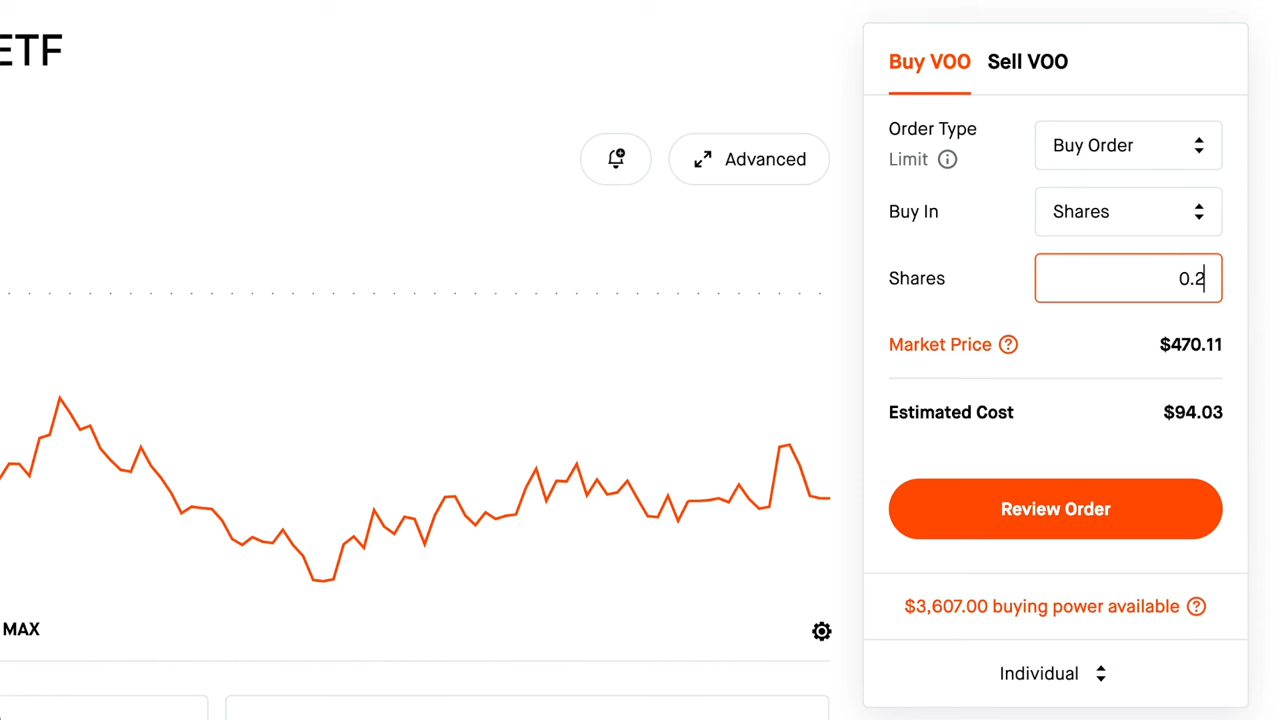 ETF
Advanced
MAX
Buy VOO Sell VOO
Order Type
Limit
Buy Order
Buy In
Shares
Shares
0.2
Market Price
$470.11
Estimated Cost
$94.03
Review Order
$3,607.00 buying power available
Individual